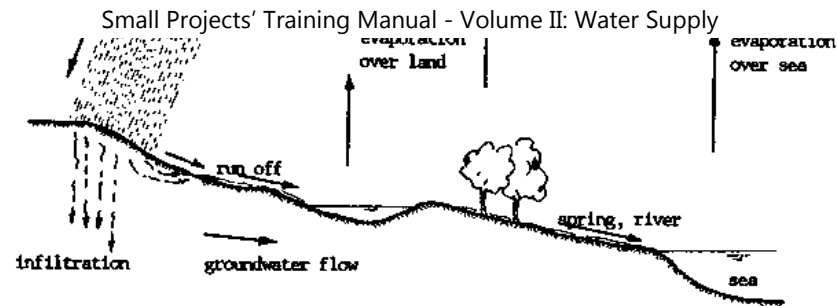 Small Projects' Training Manual - Volume II: Water Supply
evaporation
over land
evaporation
over sea
run off
spring, river
infiltration
groundwater flow
sea